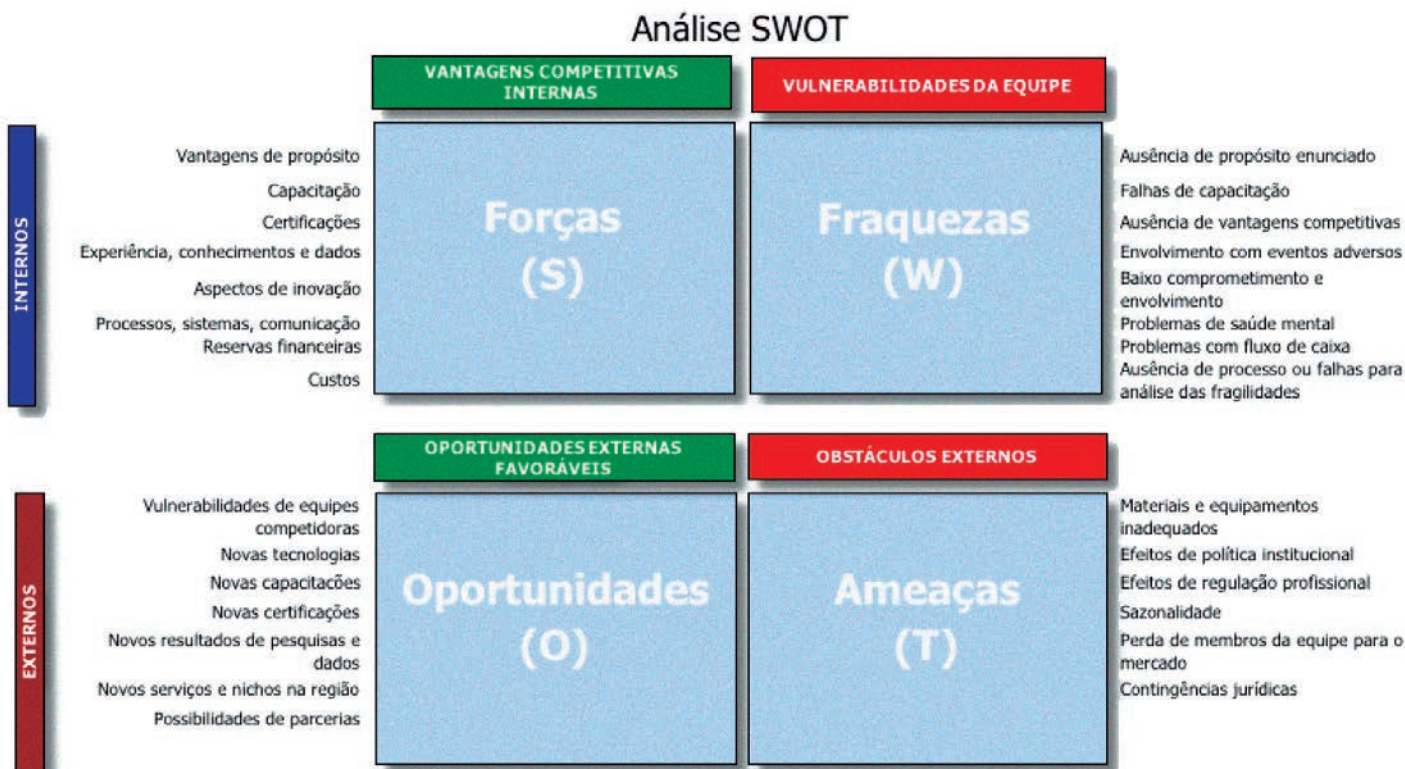 Análise SWOT
VANTAGENS COMPETITIVAS
INTERNAS
VULNERABILIDADES DA EQUIPE
INTERNOS
Vantagens de propósito
Capacitação
Certificações
Experiência, conhecimentos e dados
Aspectos de inovação
Processos, sistemas, comunicação
Reservas financeiras
Custos
Forças
(S)
Fraquezas
(W)
Ausência de propósito enunciado
Falhas de capacitação
Ausência de vantagens competitivas
Envolvimento com eventos adversos
Baixo comprometimento e
envolvimento
Problemas de saúde mental
Problemas com fluxo de caixa
Ausência de processo ou falhas para
análise das fragilidades
OPORTUNIDADES EXTERNAS
FAVORÁVEIS
OBSTÁCULOS EXTERNOS
EXTERNOS
Vulnerabilidades de equipes
competidoras
Novas tecnologias
Novas capacitacões
Novas certificações
Novos resultados de pesquisas e
dados
Novos serviços e nichos na região
Possibilidades de parcerias
Oportunidades
(O)
Ameaças
(T)
Materiais e equipamentos
inadequados
Efeitos de política institucional
Efeitos de regulação profissional
Sazonalidade
Perda de membros da equipe para o
mercado
Contingências jurídicas